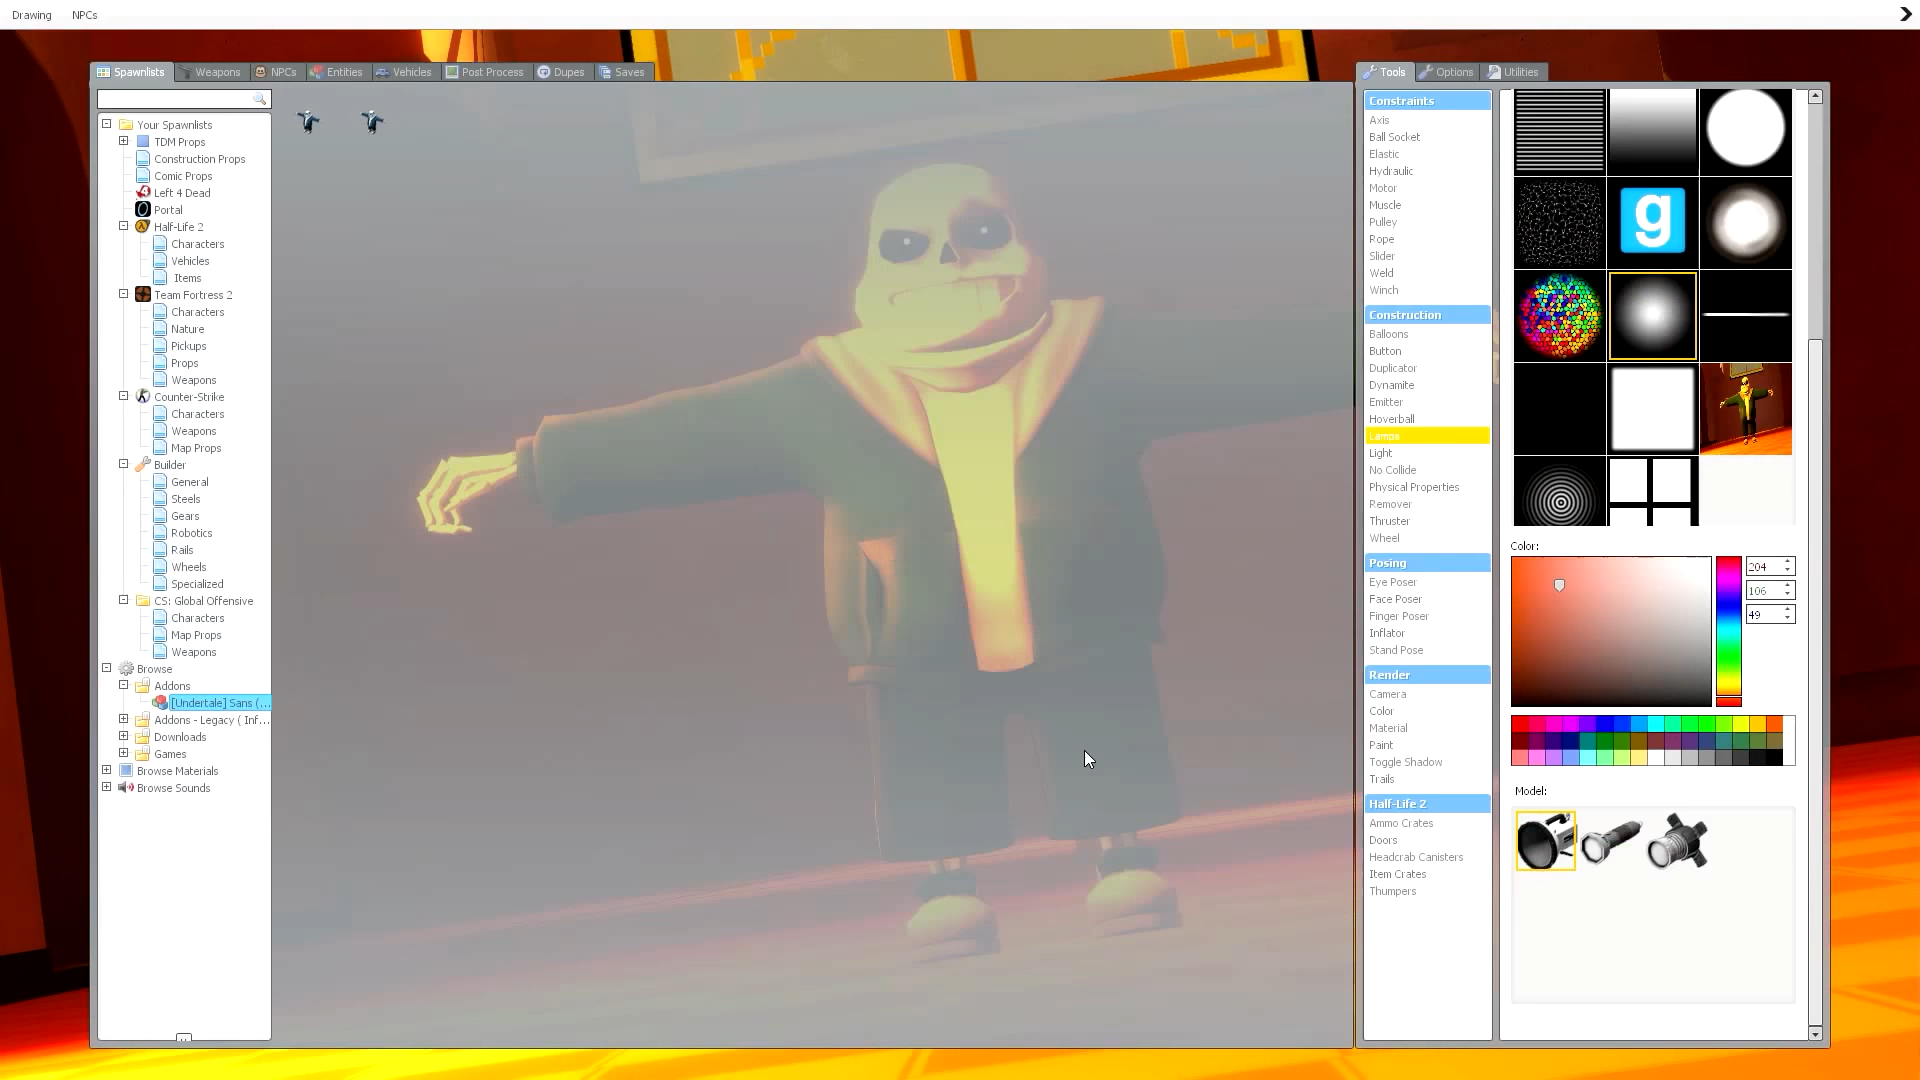 Drawing NPCs
Spawnlists Weapons NPCs Entities Vehicles Post Process Dupes Saves
Your Spawnlists
TDM Props
Construction Props
Comic Props
Left 4 Dead
Portal
Half-Life 2
Characters
Vehicles
Items
Team Fortress 2
Characters
Nature
Pickups
Props
Weapons
Counter-Strike
Characters
Weapons
Map Props
Builder
General
Steels
Gears
Robotics
Rails
Wheels
Specialized
CS: Global Offensive
Characters
Map Props
Weapons
Browse
Addons
[Undertale] Sans (...
Addons - Legacy ( Inf...
Downloads
Games
Browse Materials
Browse Sounds
Tools Options Utilities
Constraints
Axis
Ball Socket
Elastic
Hydraulic
Motor
Muscle
Pulley
Rope
Slider
Weld
Winch
Construction
Balloons
Button
Duplicator
Dynamite
Emitter
Hoverball
Lamps
Light
No Collide
Physical Properties
Remover
Thruster
Wheel
Posing
Eye Poser
Face Poser
Finger Poser
Inflator
Stand Pose
Render
Camera
Color
Material
Paint
Toggle Shadow
Trails
Half-Life 2
Ammo Crates
Doors
Headcrab Canisters
Item Crates
Thumpers
g
Color:
204
106
49
Model: